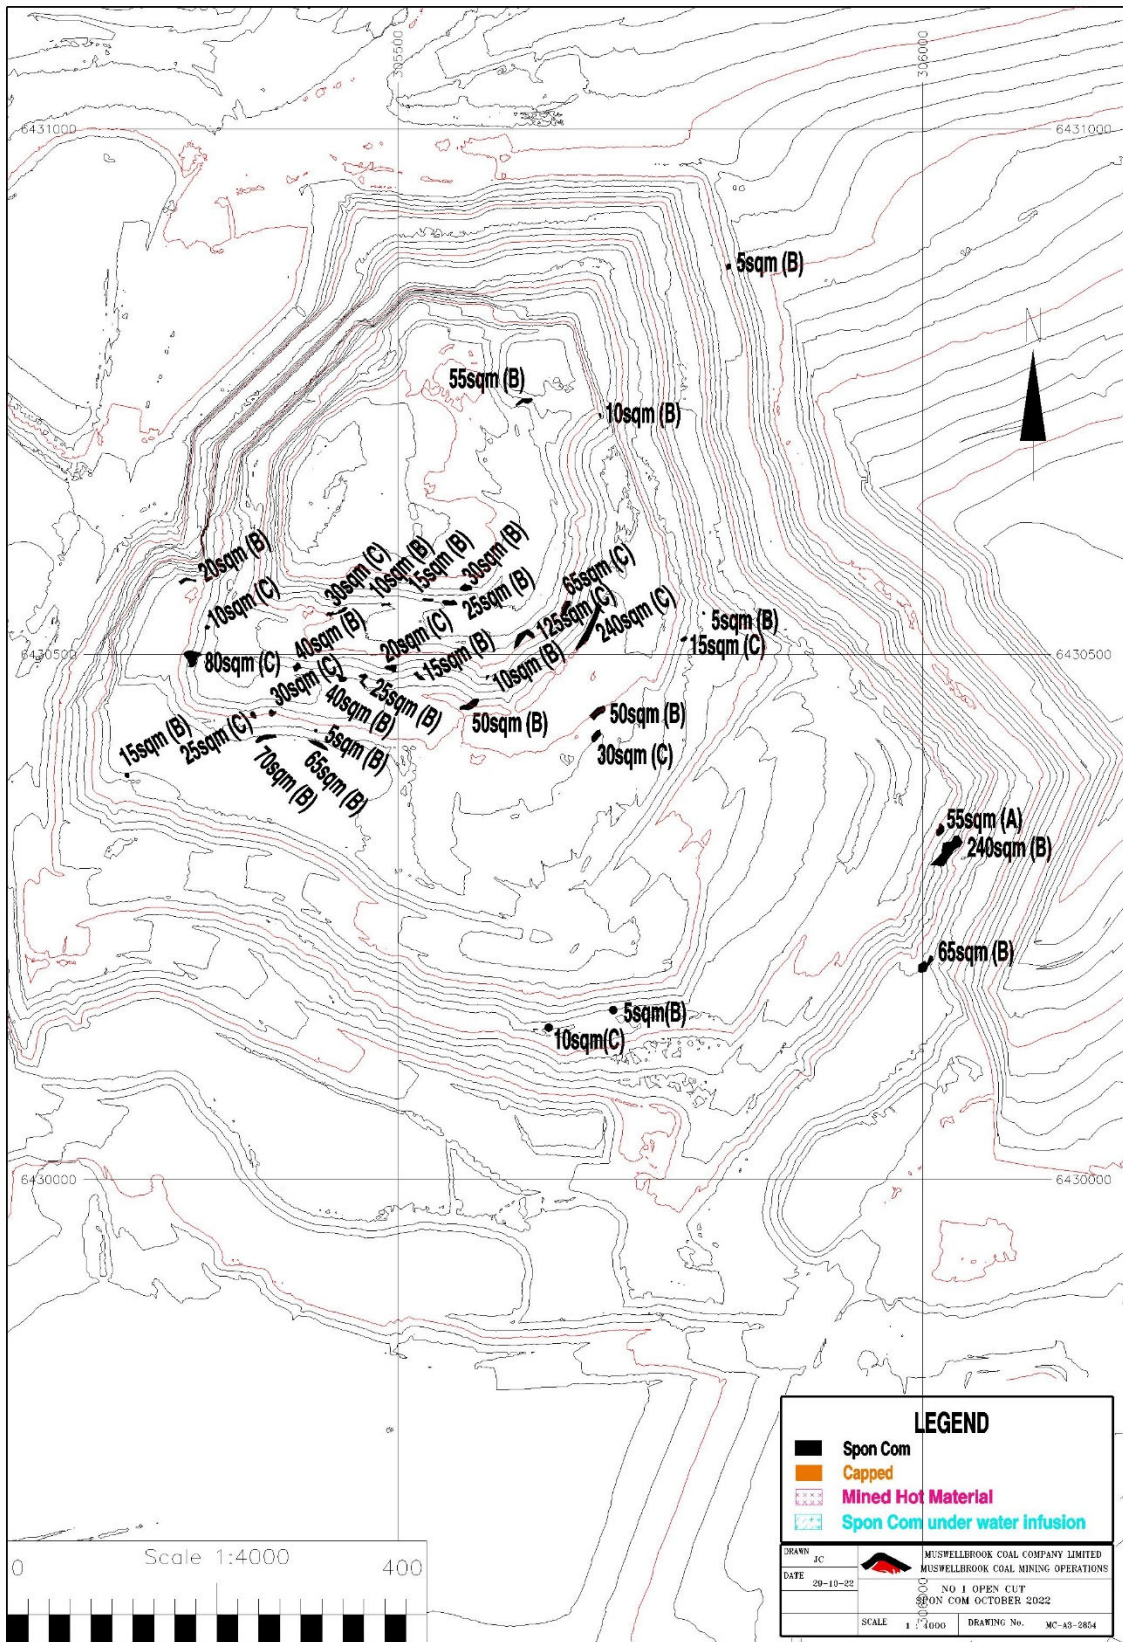 305500
306000
6431000
6431000
5sqm (B)
N
55sqm (B)
10sqm (B)
20sqm (B)
10sqm (C)
30sqm (C)
10sqm (B)
15sqm (B)
30sqm (B)
25sqm (B)
65sqm (C)
125sqm (C)
240sqm (C)
5sqm (B)
15sqm (C)
40sqm (B)
20sqm (C)
15sqm (B)
10sqm (B)
6430500
6430500
80sqm (C)
30sqm (C)
40sqm (B)
25sqm (B)
50sqm (B)
50sqm (B)
30sqm (C)
15sqm (B)
25sqm (C)
5sqm (B)
70sqm (B)
65sqm (B)
55sqm (A)
240sqm (B)
65sqm (B)
5sqm(B)
10sqm(C)
6430000
6430000
LEGEND
Spon Com
Capped
Mined Hot Material
Spon Com under water infusion
0
Scale 1:4000
400
DRAWN
JC
DATE
29-10-22
MUSWELLBROOK COAL COMPANY LIMITED
MUSWELLBROOK COAL MINING OPERATIONS
NO 1 OPEN CUT
SPON COM OCTOBER 2022
SCALE
1 : 4000
DRAWING No.
MC-A3-2854
306000